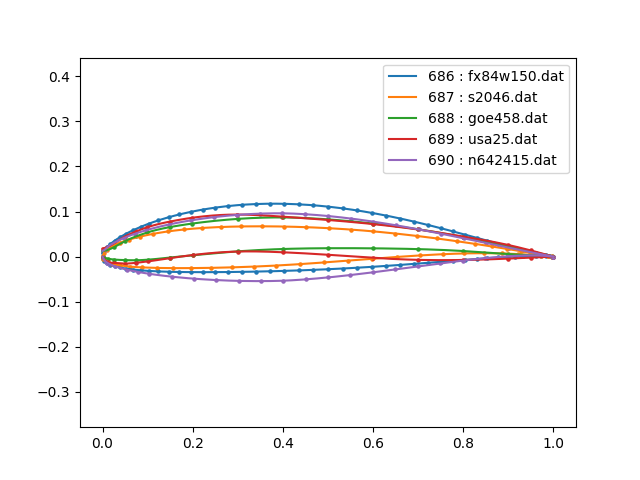 686 : fx84w150.dat
687 : s2046.dat
688 : goe458.dat
689 : usa25.dat
690 : n642415.dat
0.4
0.3
0.2
0.1
0.0
−0.1
−0.2
−0.3
0.0 0.2 0.4 0.6 0.8 1.0